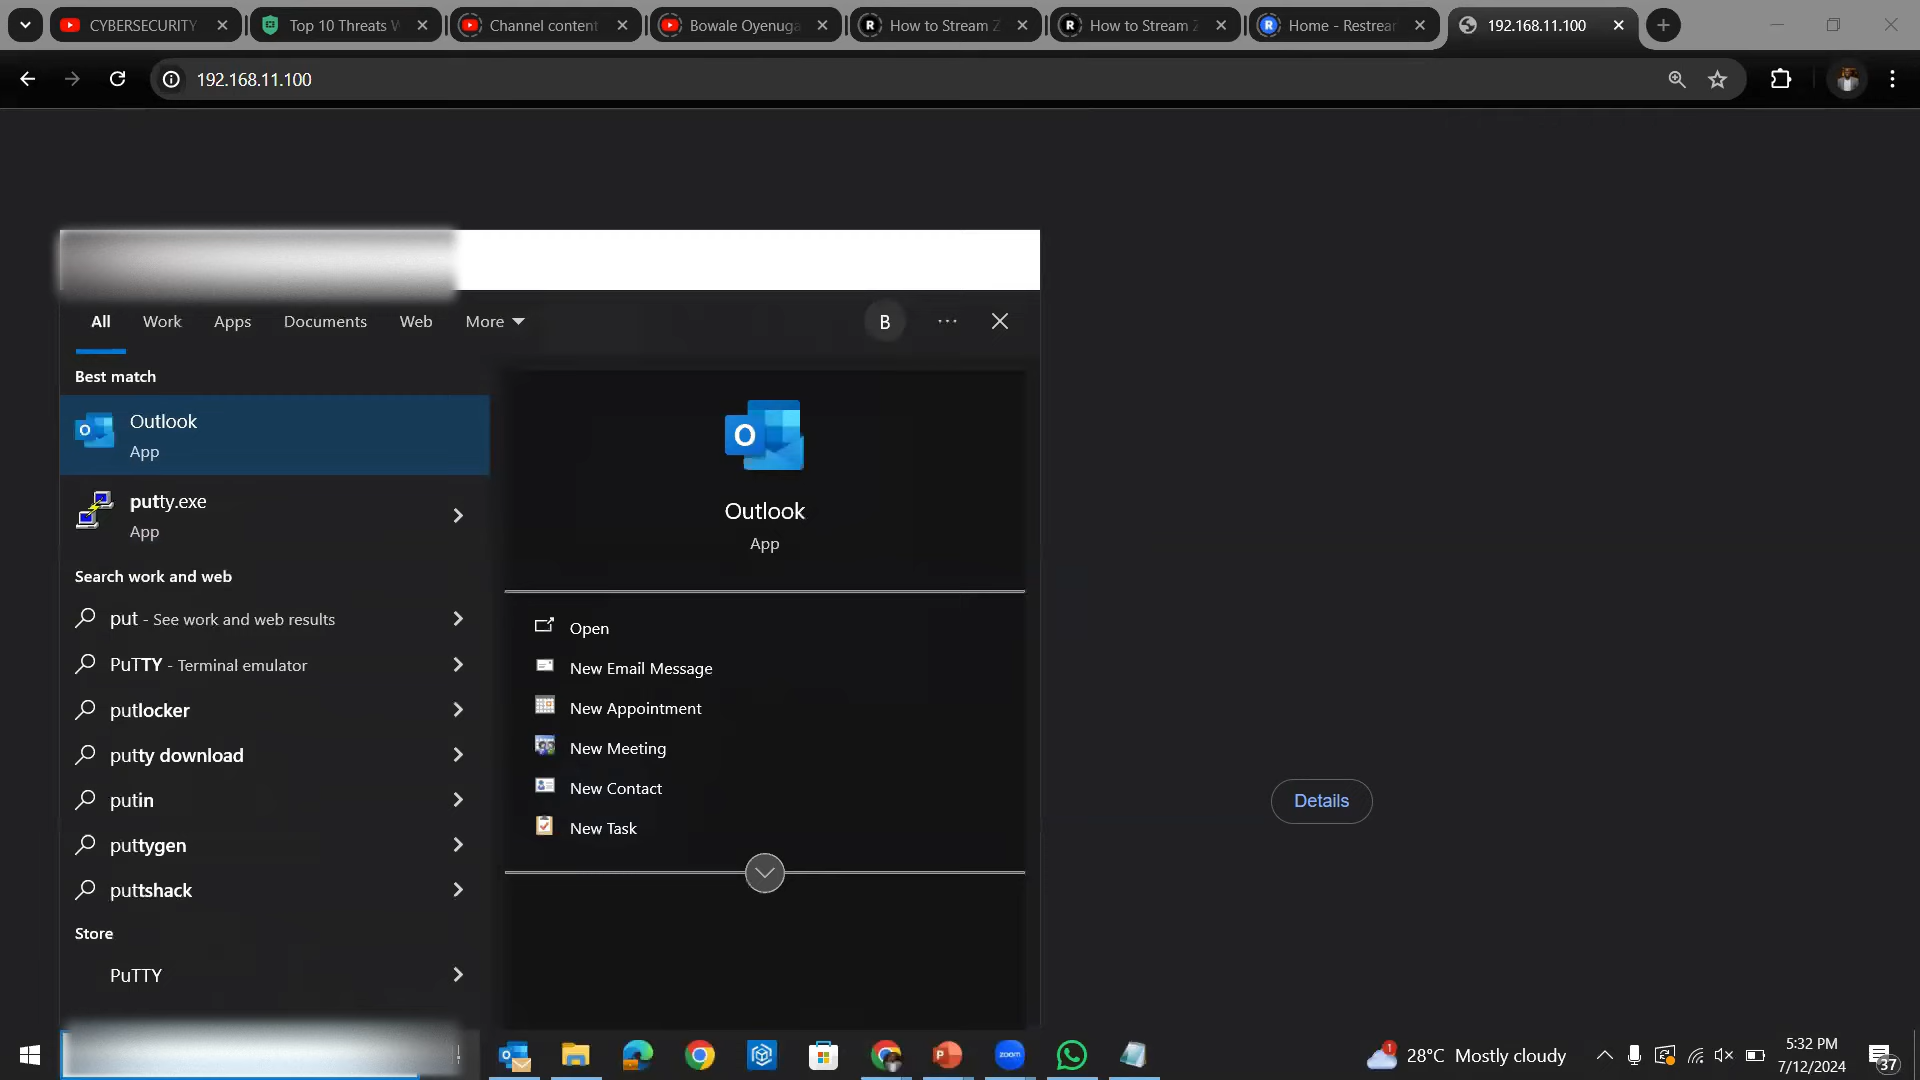 CYBERSECURITY
Top 10 Threats
Channel content
Bowale Oyenuga
How to Stream Z
How to Stream Z
Home - Restrear
192.168.11.100
192.168.11.100
All Work Apps Documents Web More B
Best match
Outlook
App
putty.exe
App
Search work and web
put - See work and web results
PuTTY - Terminal emulator
putlocker
putty download
putin
puttygen
puttshack
Store
PuTTY
Outlook
App
Open
New Email Message
New Appointment
New Meeting
New Contact
New Task
Details
zoom
1
28°C Mostly cloudy
5:32 PM
7/12/2024
37